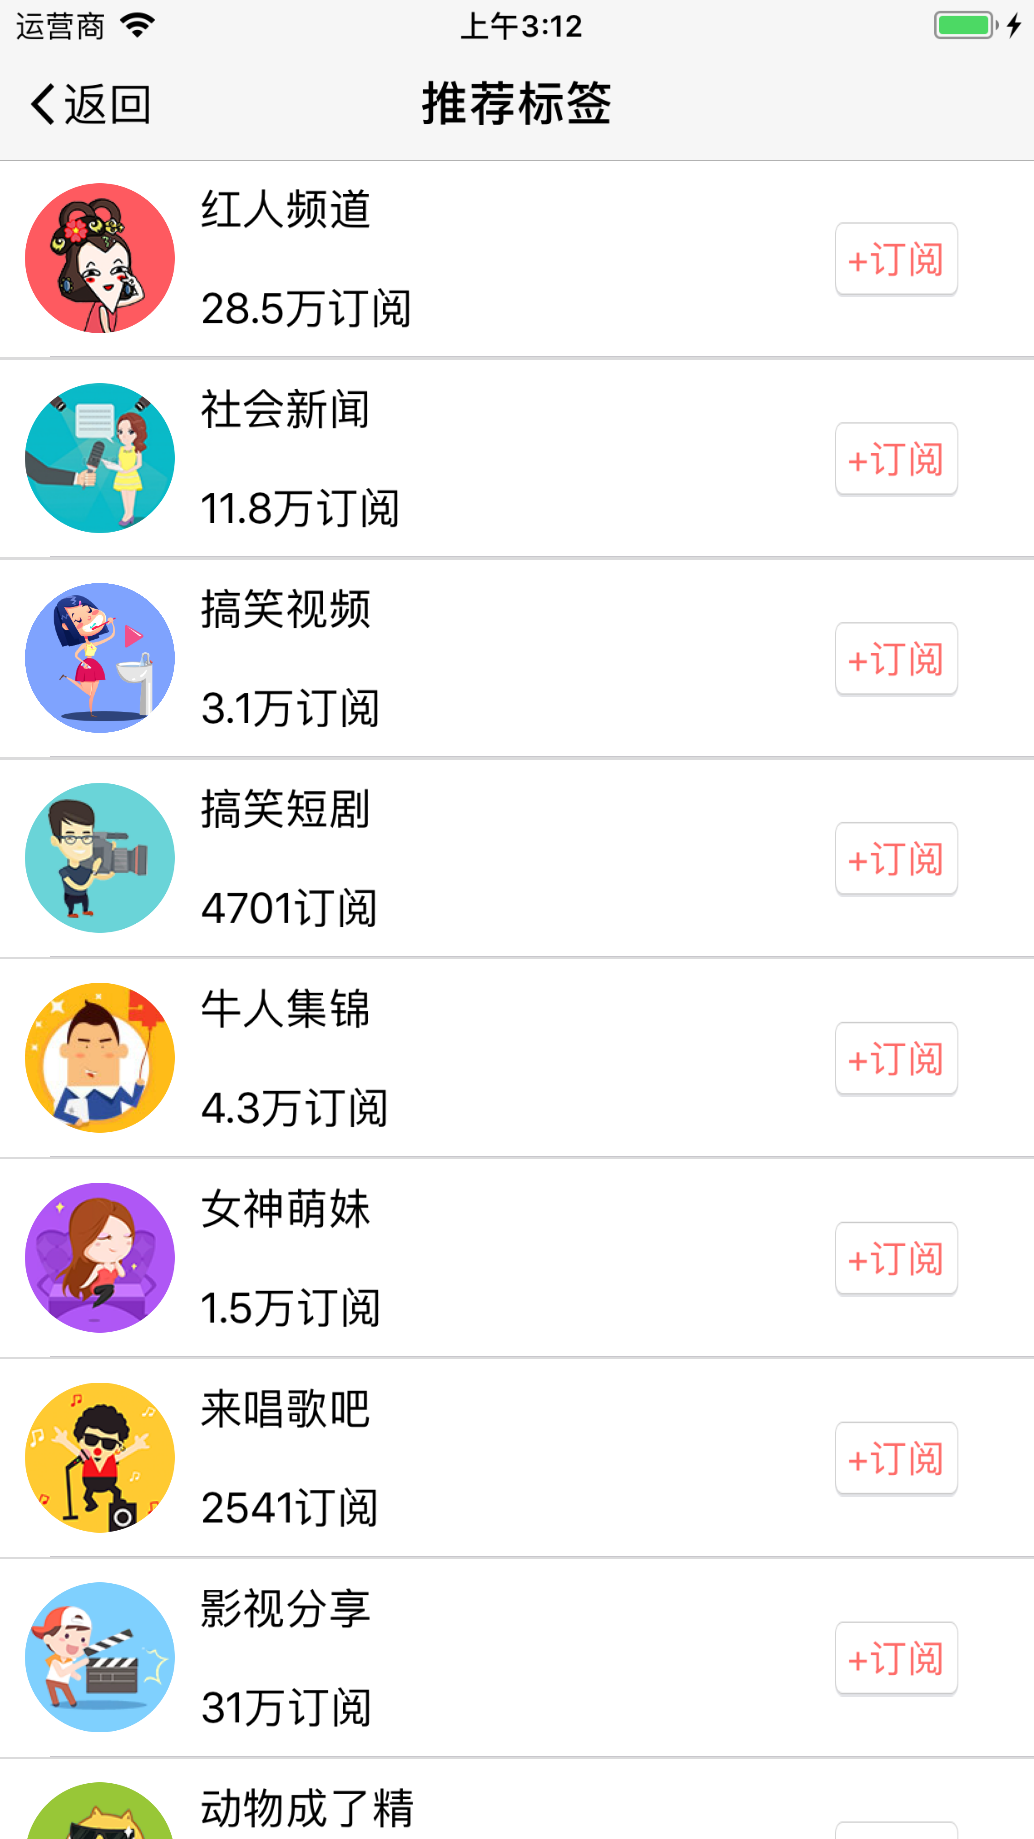 运营商
上午3:12
返回
推荐标签
红人频道
28.5万订阅
+订阅
社会新闻
11.8万订阅
+订阅
搞笑视频
3.1万订阅
+订阅
搞笑短剧
4701订阅
+订阅
牛人集锦
4.3万订阅
+订阅
女神萌妹
1.5万订阅
+订阅
来唱歌吧
2541订阅
+订阅
影视分享
31万订阅
+订阅
动物成了精